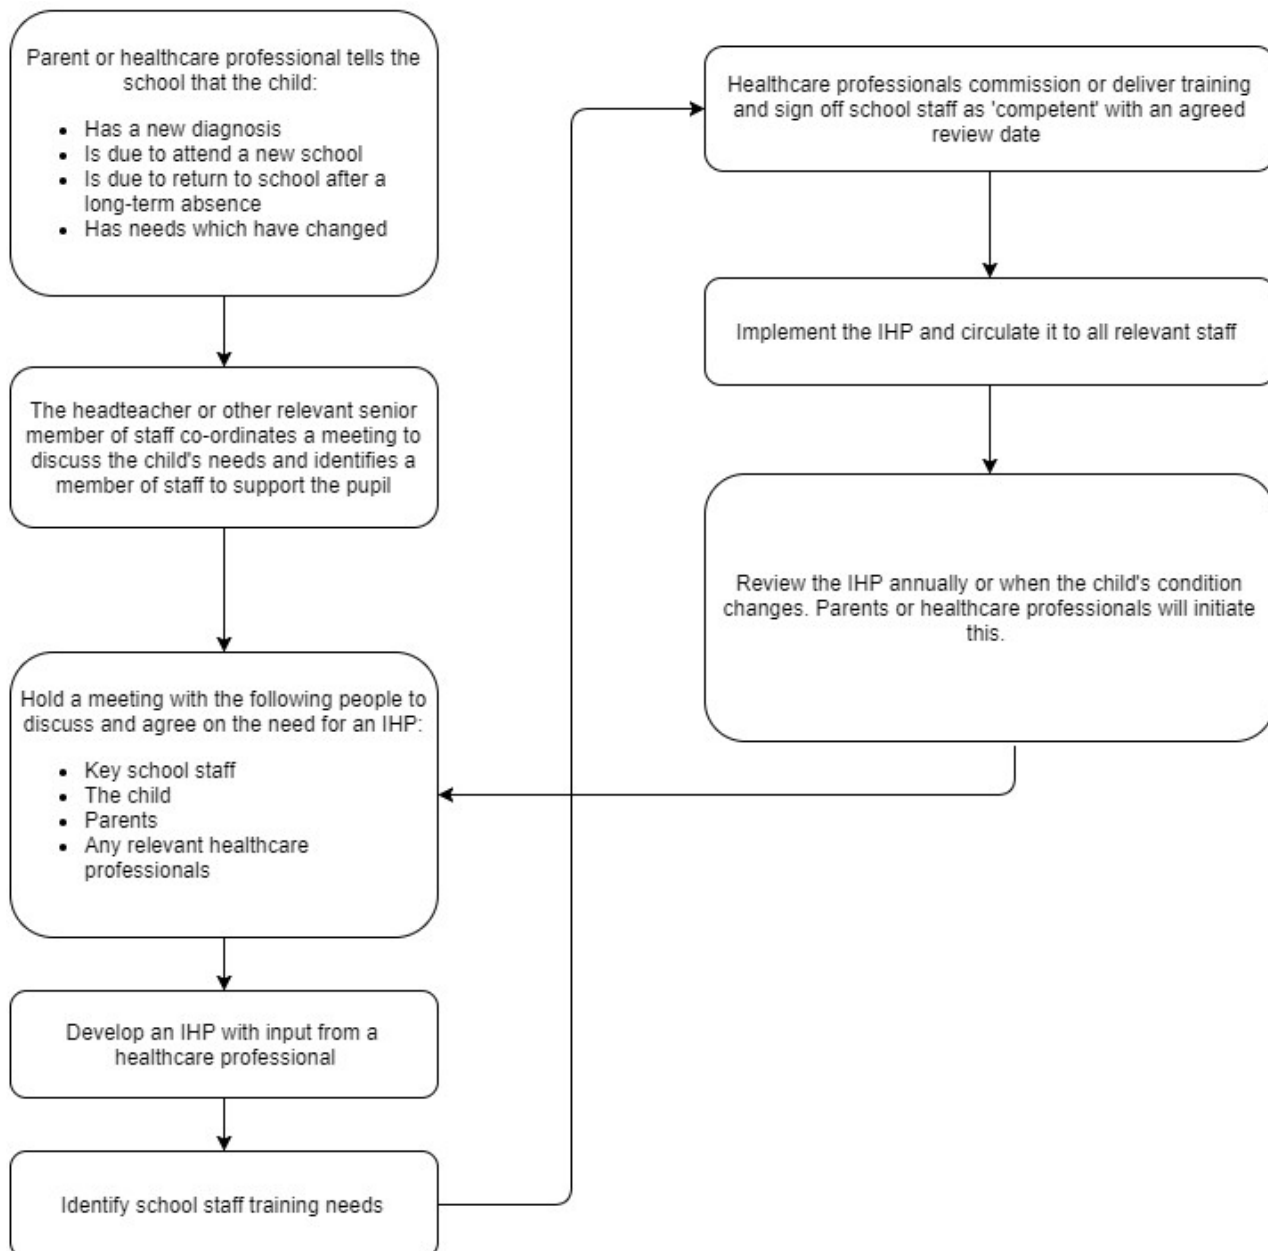 Parent or healthcare professional tells the
school that the child:
• Has a new diagnosis
• Is due to attend a new school
• Is due to return to school after a
long-term absence
• Has needs which have changed
The headteacher or other relevant senior
member of staff co-ordinates a meeting to
discuss the child's needs and identifies a
member of staff to support the pupil
Hold a meeting with the following people to
discuss and agree on the need for an IHP:
• Key school staff
• The child
• Parents
• Any relevant healthcare
professionals
Develop an IHP with input from a
healthcare professional
Identify school staff training needs
Healthcare professionals commission or deliver training
and sign off school staff as 'competent' with an agreed
review date
Implement the IHP and circulate it to all relevant staff
Review the IHP annually or when the child's condition
changes. Parents or healthcare professionals will initiate
this.